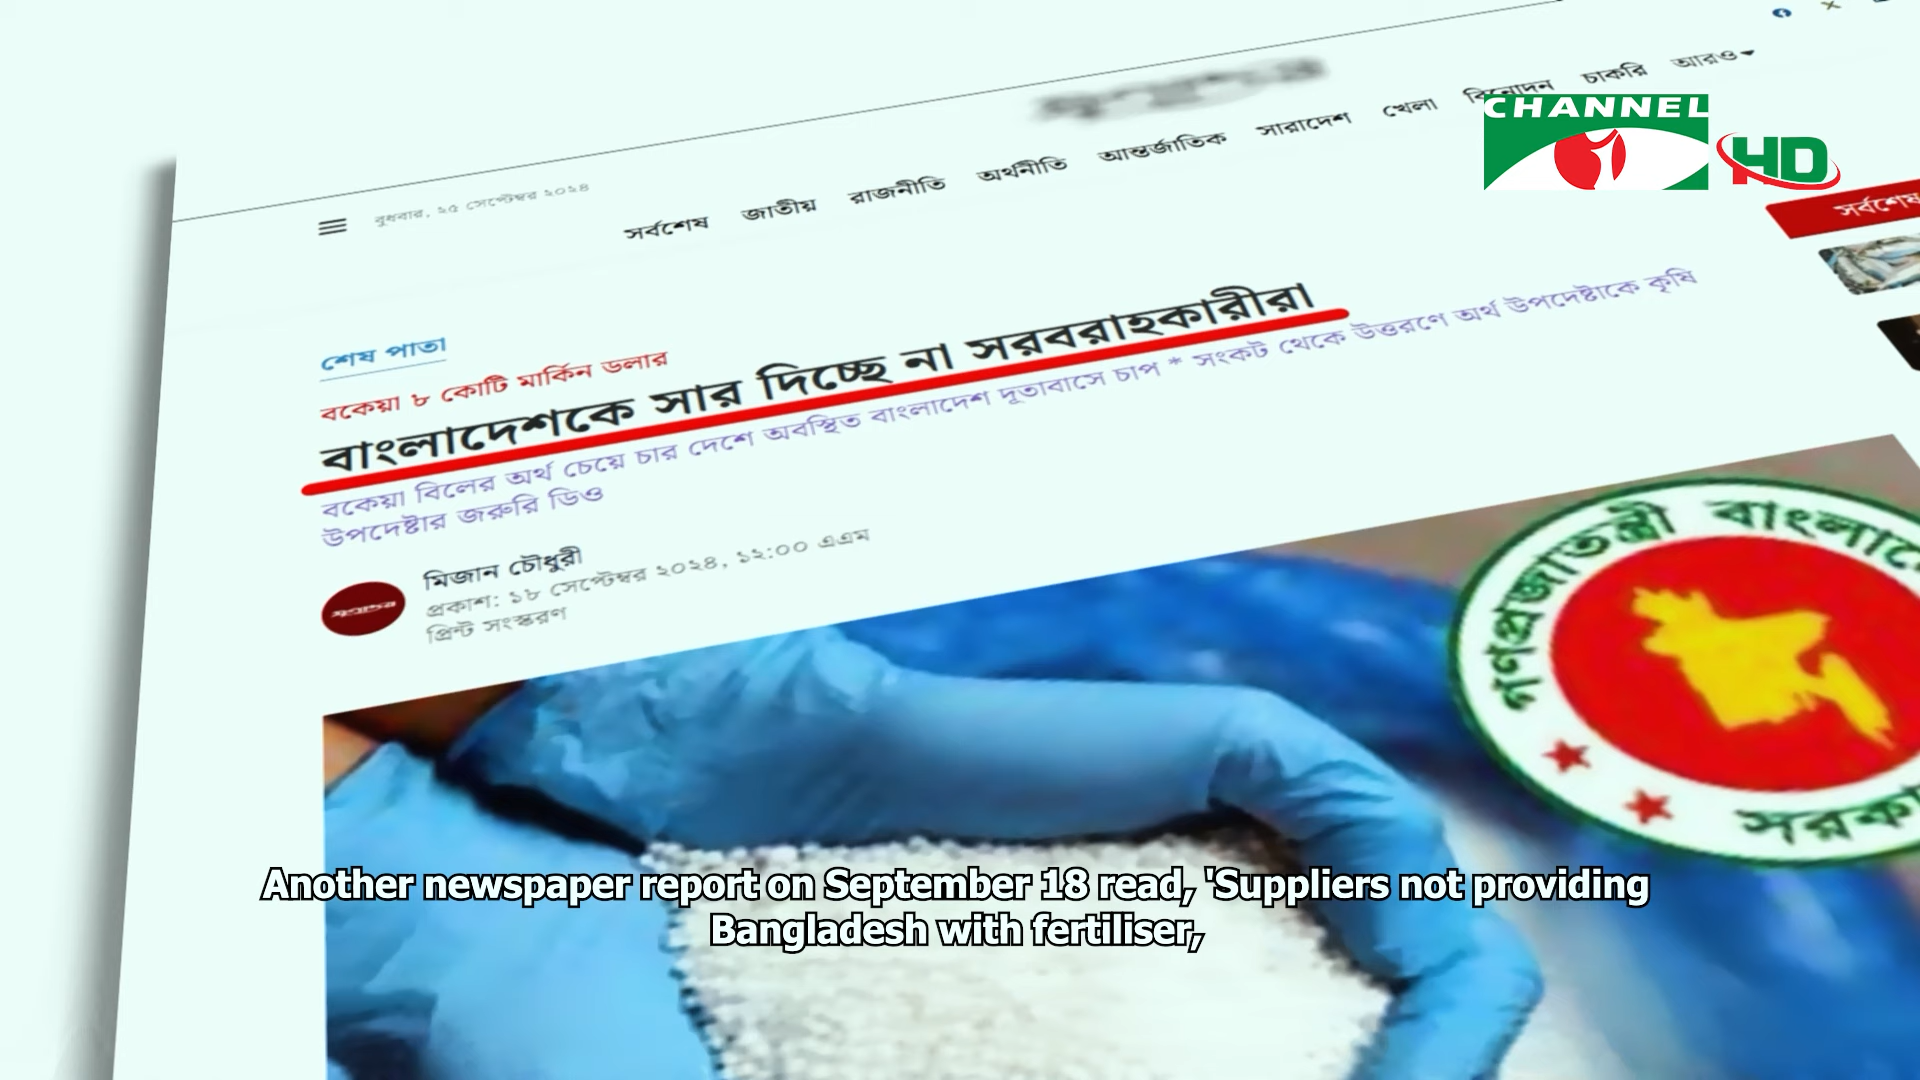 CHANNEL
HD
বুধবার, ২৫ সেপ্টেম্বর ২০২৪
সর্বশেষ জাতীয় রাজনীতি অর্থনীতি আন্তর্জাতিক সারাদেশ খেলা বিনোদন চাকরি আরও
সর্বশেষ
শেষ পাতা
বকেয়া ৮ কোটি মার্কিন ডলার
বাংলাদেশকে সার দিচ্ছে না সরবরাহকারীরা
বকেয়া বিলের অর্থ চেয়ে চার দেশে অবস্থিত বাংলাদেশ দূতাবাসে চাপ * সংকট থেকে উত্তরণে অর্থ উপদেষ্টাকে কৃষি
উপদেষ্টার জরুরি ডিও
মিজান চৌধুরী
প্রকাশ: ১৮ সেপ্টেম্বর ২০২৪, ১২:০০ এএম
প্রিন্ট সংস্করণ
গণপ্রজাতন্ত্রী
Another newspaper report on September 18 read, 'Suppliers not providing
Bangladesh with fertiliser,